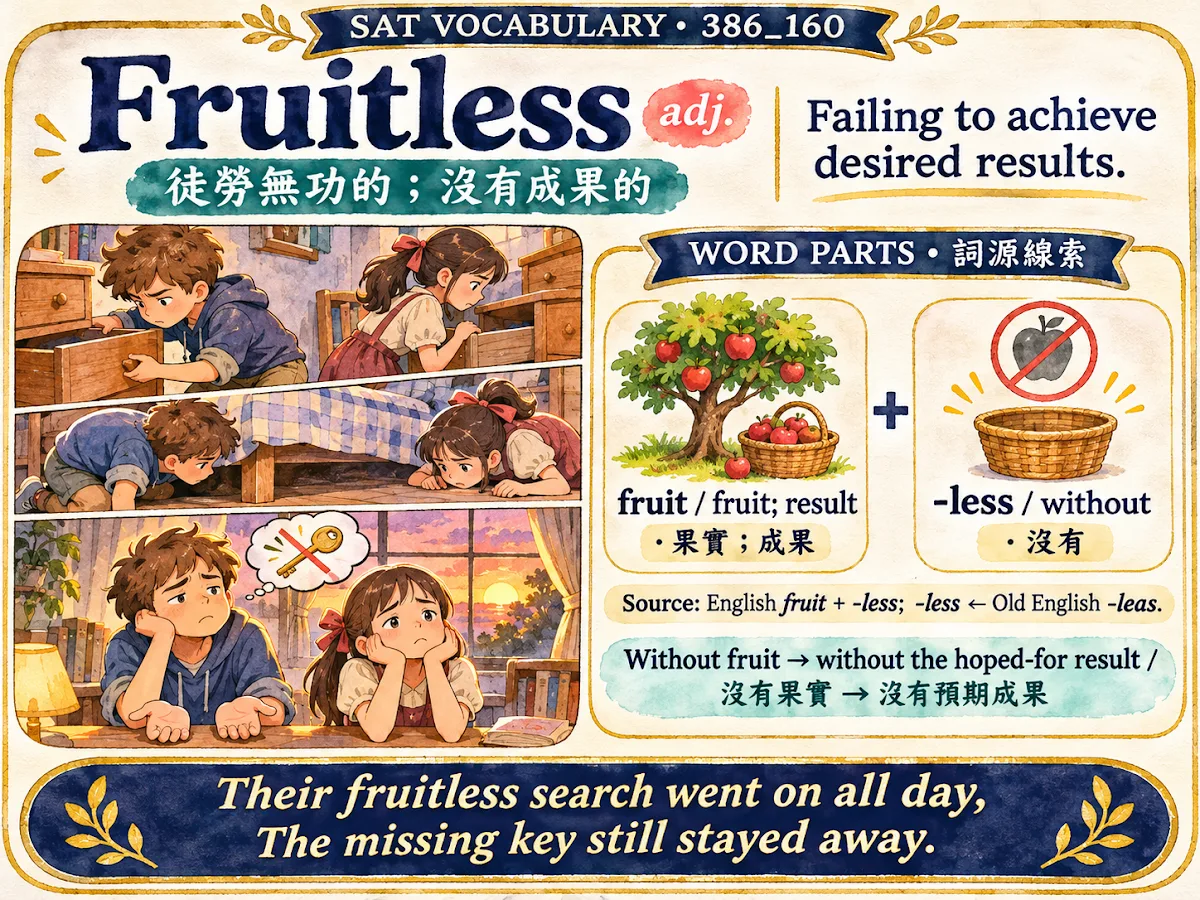 SAT VOCABULARY • 386_160
Fruitless adj.
徒勞無功的；沒有成果的
Failing to achieve
desired results.
WORD PARTS • 詞源線索
fruit / fruit; result
· 果實；成果
+
-less / without
· 沒有
Source: English fruit + -less; -less ← Old English -leas.
Without fruit → without the hoped-for result /
沒有果實 → 沒有預期成果
Their fruitless search went on all day,
The missing key still stayed away.